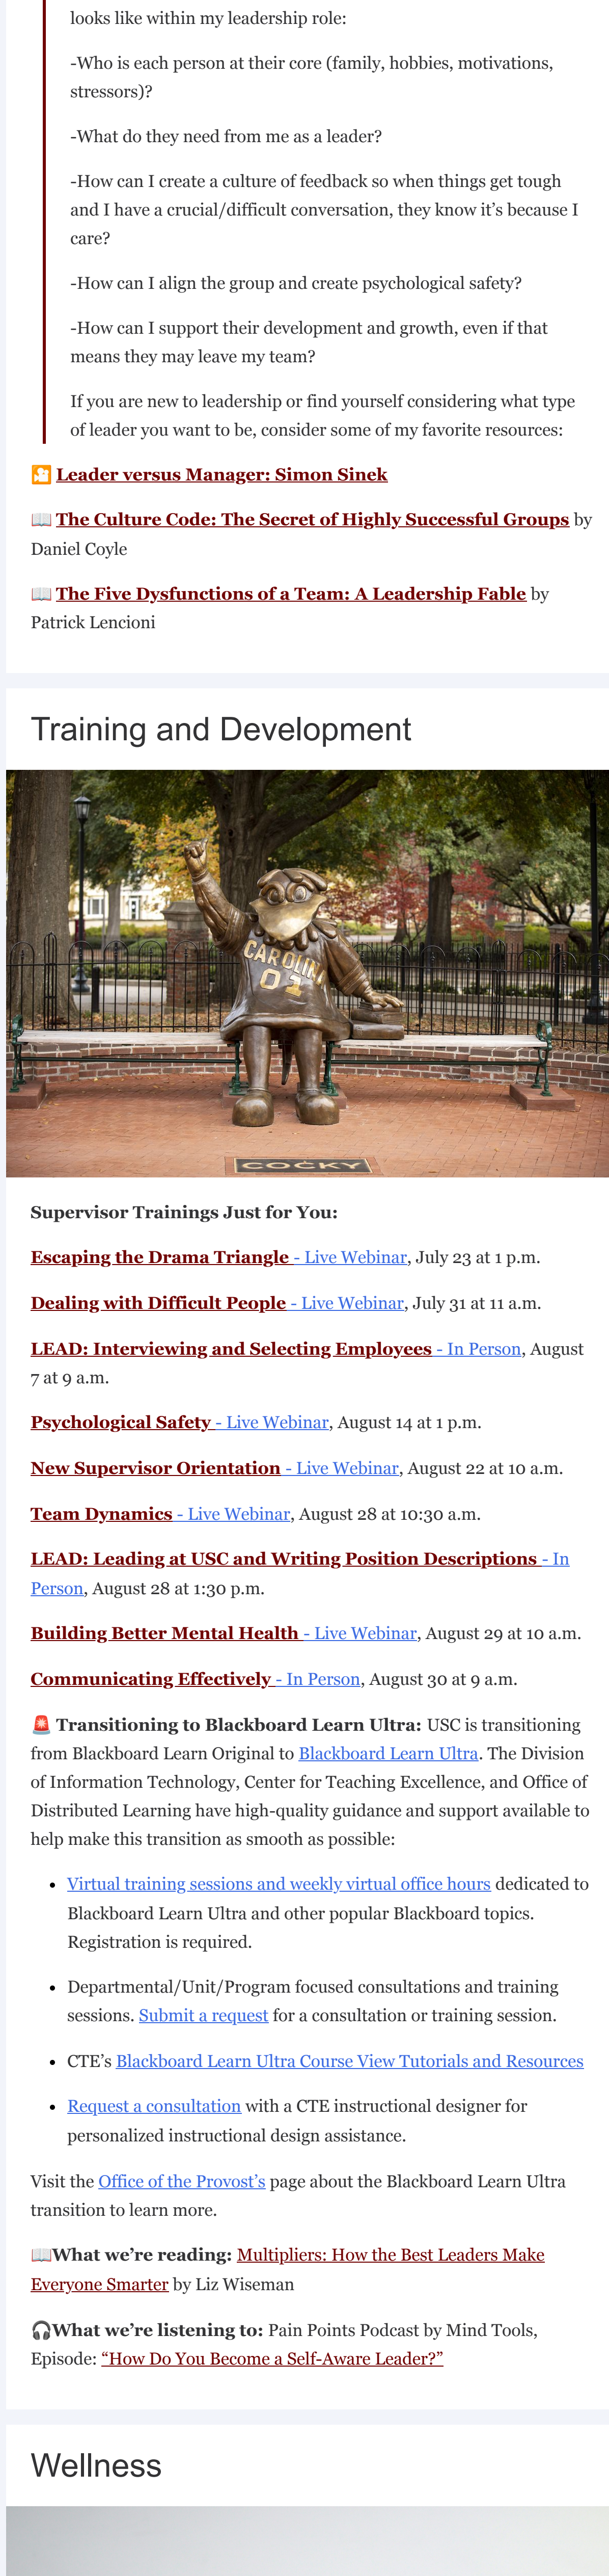 looks like within my leadership role:
-Who is each person at their core (family, hobbies, motivations,
stressors)?
-What do they need from me as a leader?
-How can I create a culture of feedback so when things get tough
and I have a crucial/difficult conversation, they know it’s because I
care?
-How can I align the group and create psychological safety?
-How can I support their development and growth, even if that
means they may leave my team?
If you are new to leadership or find yourself considering what type
of leader you want to be, consider some of my favorite resources:
🎦 Leader versus Manager: Simon Sinek
📖 The Culture Code: The Secret of Highly Successful Groups by
Daniel Coyle
📖 The Five Dysfunctions of a Team: A Leadership Fable by
Patrick Lencioni
Training and Development
CAROLIN
01
COCKY
Supervisor Trainings Just for You:
Escaping the Drama Triangle - Live Webinar, July 23 at 1 p.m.
Dealing with Difficult People - Live Webinar, July 31 at 11 a.m.
LEAD: Interviewing and Selecting Employees - In Person, August
7 at 9 a.m.
Psychological Safety - Live Webinar, August 14 at 1 p.m.
New Supervisor Orientation - Live Webinar, August 22 at 10 a.m.
Team Dynamics - Live Webinar, August 28 at 10:30 a.m.
LEAD: Leading at USC and Writing Position Descriptions - In
Person, August 28 at 1:30 p.m.
Building Better Mental Health - Live Webinar, August 29 at 10 a.m.
Communicating Effectively - In Person, August 30 at 9 a.m.
🚨 Transitioning to Blackboard Learn Ultra: USC is transitioning
from Blackboard Learn Original to Blackboard Learn Ultra. The Division
of Information Technology, Center for Teaching Excellence, and Office of
Distributed Learning have high-quality guidance and support available to
help make this transition as smooth as possible:
• Virtual training sessions and weekly virtual office hours dedicated to
Blackboard Learn Ultra and other popular Blackboard topics.
Registration is required.
• Departmental/Unit/Program focused consultations and training
sessions. Submit a request for a consultation or training session.
• CTE’s Blackboard Learn Ultra Course View Tutorials and Resources
• Request a consultation with a CTE instructional designer for
personalized instructional design assistance.
Visit the Office of the Provost’s page about the Blackboard Learn Ultra
transition to learn more.
📖What we’re reading: Multipliers: How the Best Leaders Make
Everyone Smarter by Liz Wiseman
🎧What we’re listening to: Pain Points Podcast by Mind Tools,
Episode: “How Do You Become a Self-Aware Leader?”
Wellness